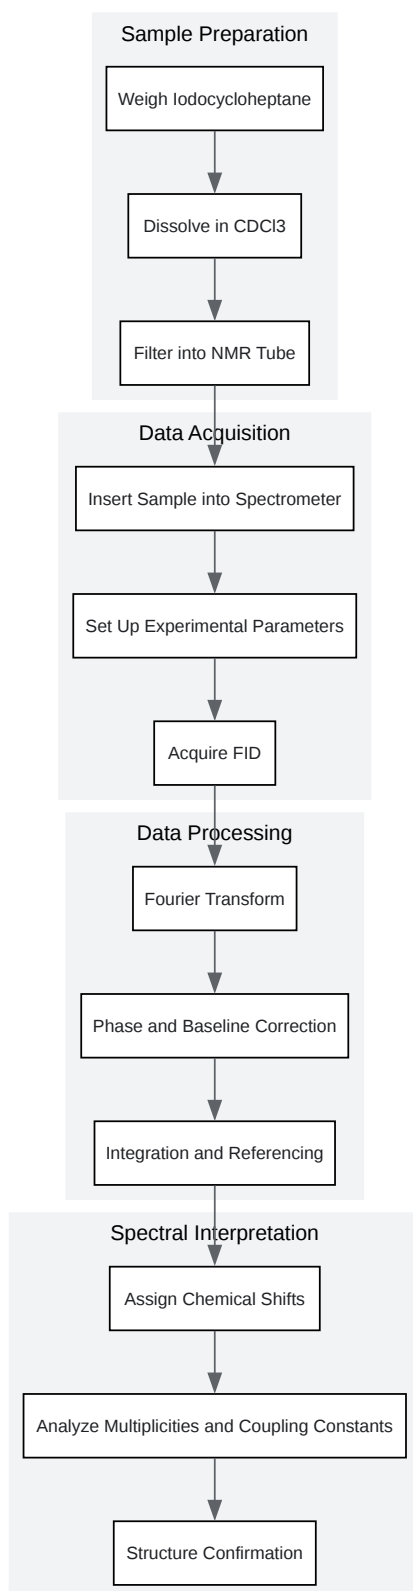 Sample Preparation
Weigh Iodocycloheptane
Dissolve in CDCl3
Filter into NMR Tube
Data Acquisition
Insert Sample into Spectrometer
Set Up Experimental Parameters
Acquire FID
Data Processing
Fourier Transform
Phase and Baseline Correction
Integration and Referencing
Spectral Interpretation
Assign Chemical Shifts
Analyze Multiplicities and Coupling Constants
Structure Confirmation